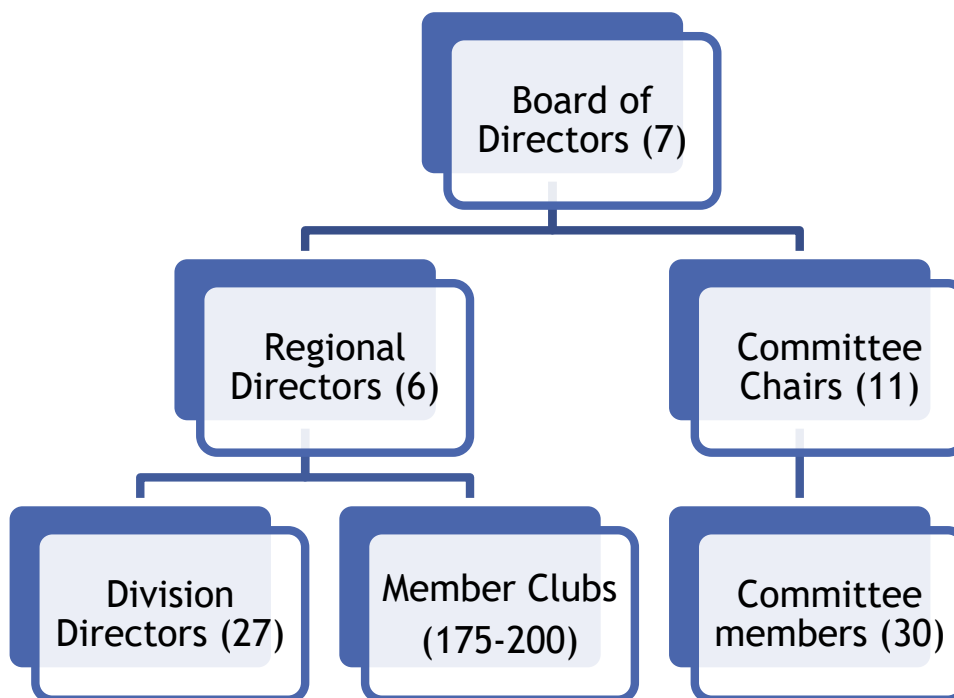 Board of
Directors (7)
Regional
Directors (6)
Committee
Chairs (11)
Division
Directors (27)
Member Clubs
(175-200)
Committee
members (30)